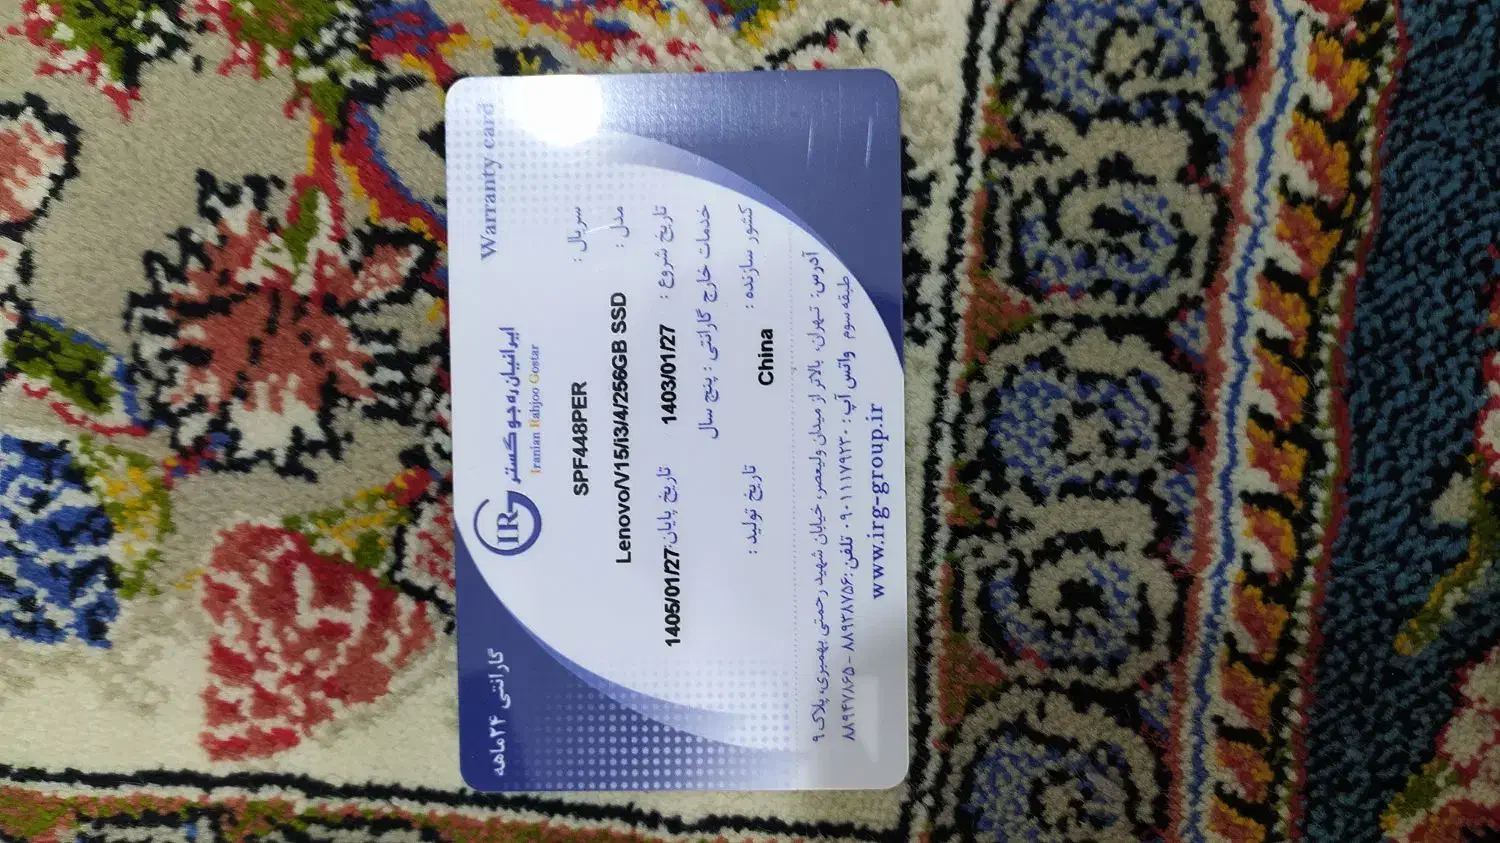 Warranty card
گارانتی ۲۴ ماهه
IR
ایرانیان ره جو گستر
Iranian Rahjoo Gostar
سریال : SPF448PER
مدل : Lenovo/V15/i3/4/256GB SSD
تاریخ شروع : 1403/01/27 تاریخ پایان: 1405/01/27
خدمات خارج گارانتی : پنج سال
کشور سازنده : China تاریخ تولید :
آدرس: تهران، بالاتر از میدان ولیعصر، خیابان شهید رحمتی بهمبری، پلاک ۹
طبقه سوم واتس آپ : ۰۹۰۱۱۱۷۹۲۳۰ تلفن: ۸۸۹۳۸۷۵۶ - ۸۸۹۴۷۸۶۵
www.irg-group.ir